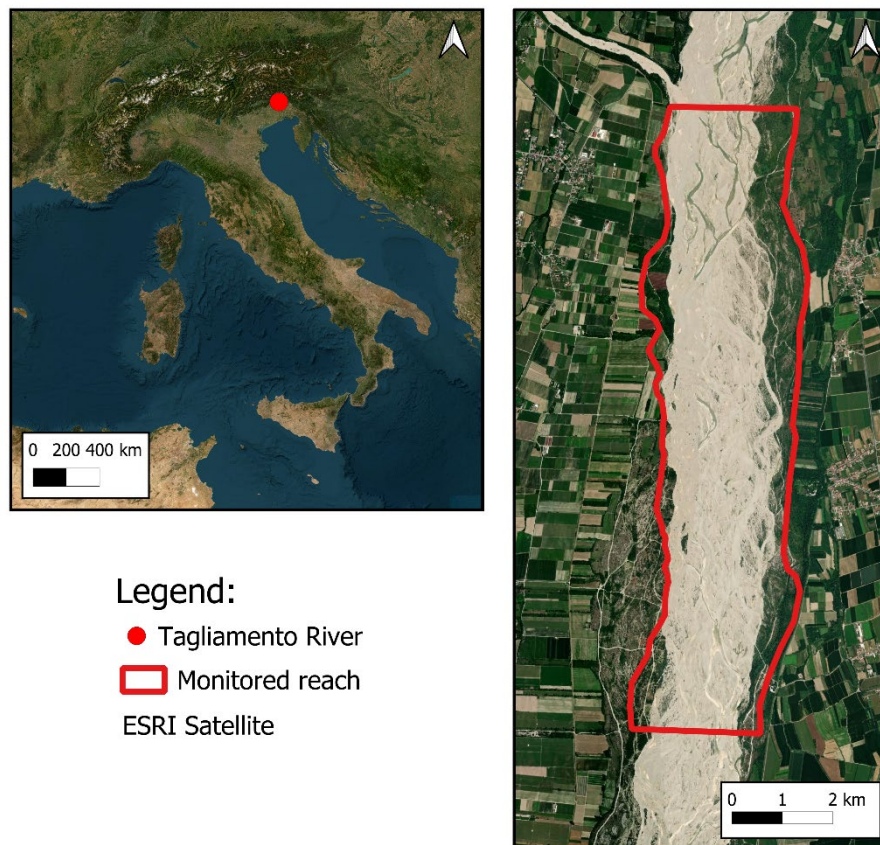 0 200 400 km
Legend:
Tagliamento River
Monitored reach
ESRI Satellite
0 1 2 km